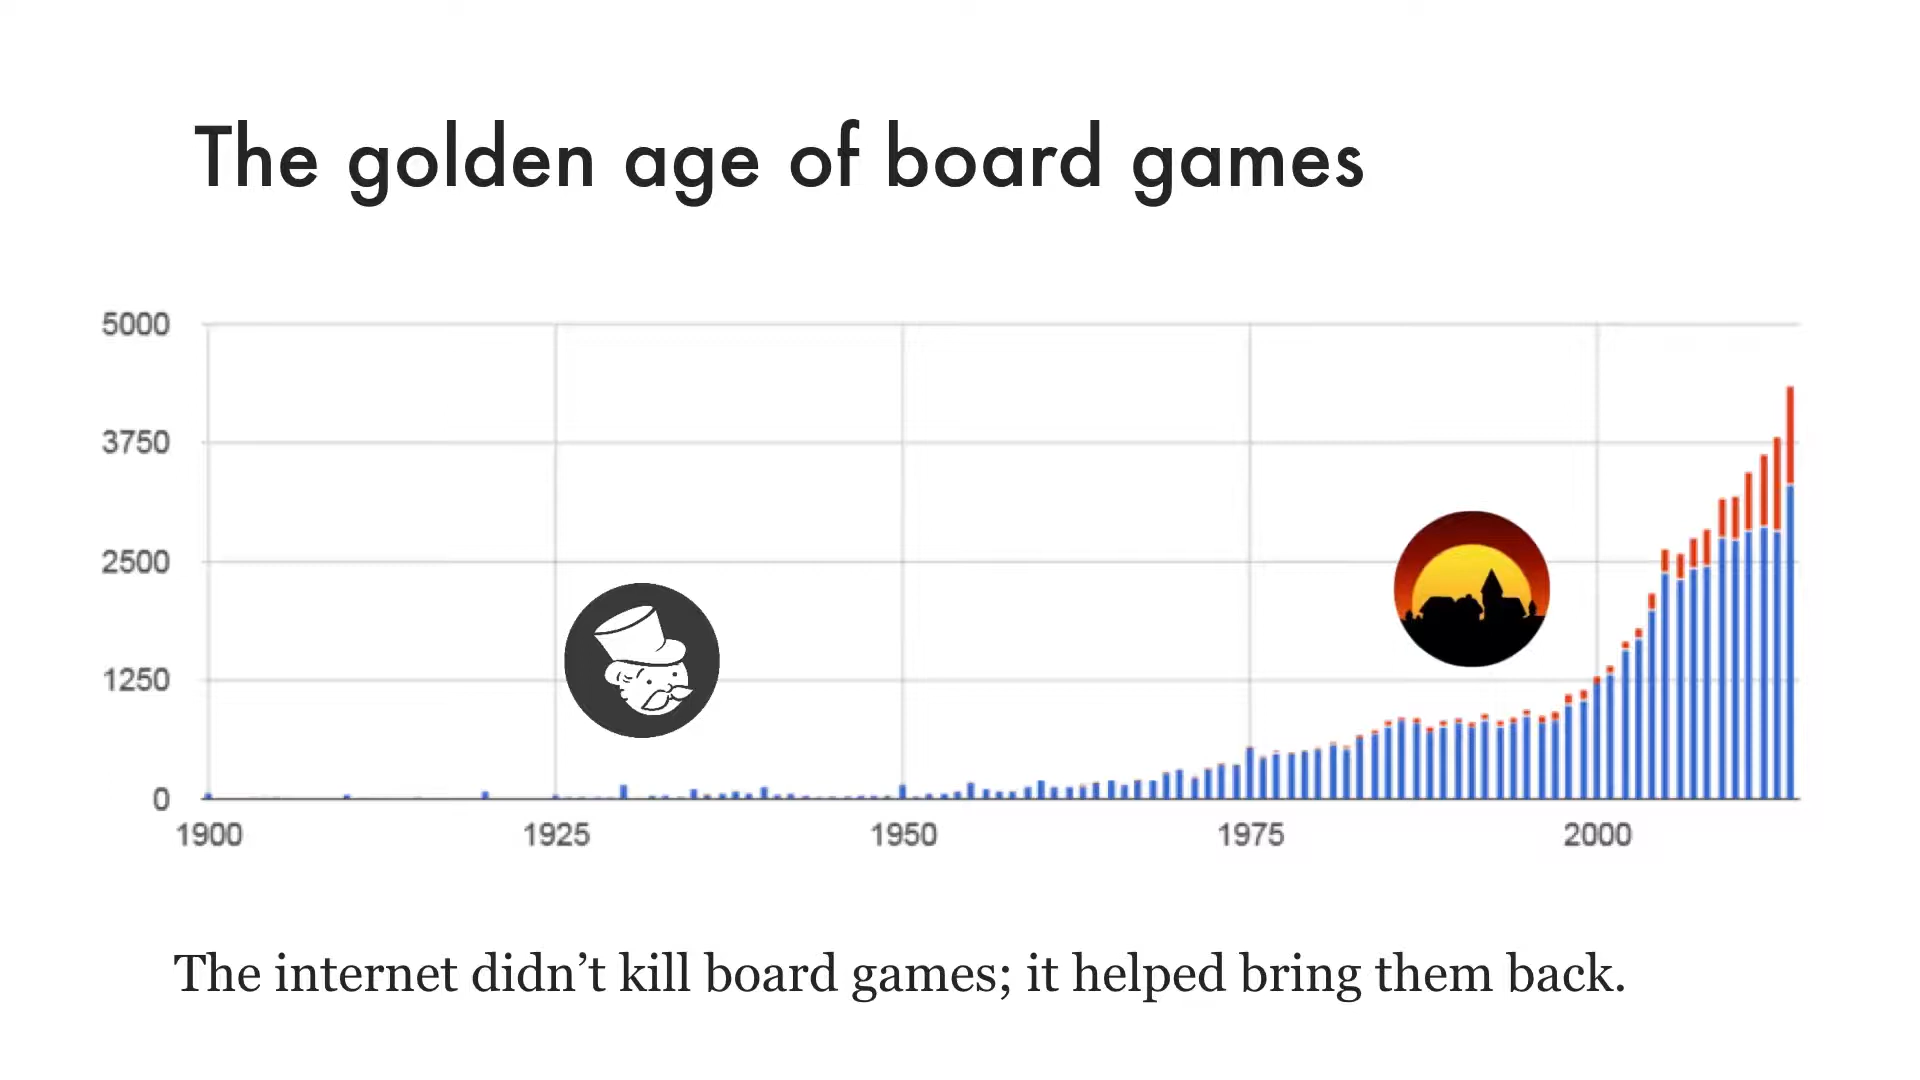 The golden age of board games
5000
3750
2500
1250
0
1900 1925 1950 1975 2000
The internet didn’t kill board games; it helped bring them back.